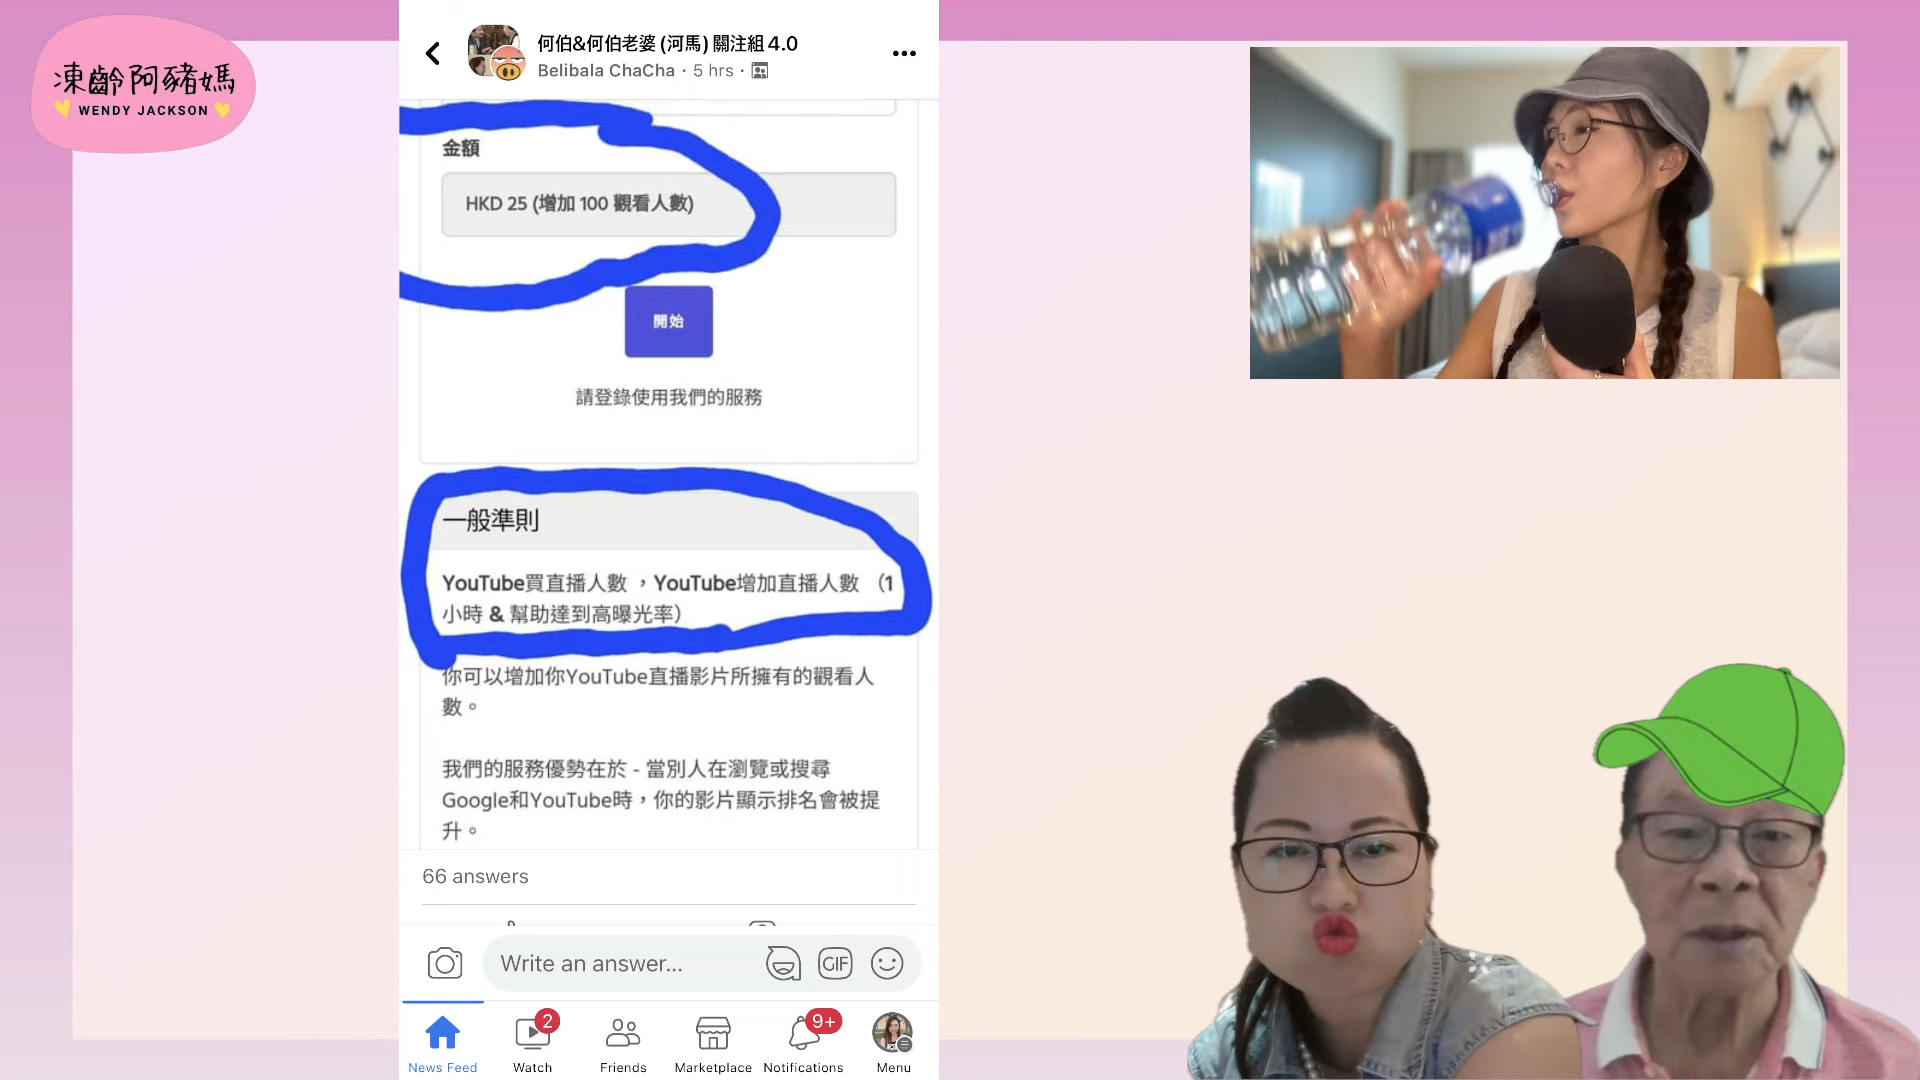 凍齡阿豬媽
WENDY JACKSON
何伯&何伯老婆(河馬)關注組4.0
Belibala ChaCha · 5 hrs ·
金額
HKD 25 (增加 100 觀看人數)
開始
請登錄使用我們的服務
一般準則
YouTube買直播人數 ，YouTube增加直播人數 （1
小時 & 幫助達到高曝光率）
你可以增加你YouTube直播影片所擁有的觀看人
數。
我們的服務優勢在於 - 當別人在瀏覽或搜尋
Google和YouTube時，你的影片顯示排名會被提
升。
66 answers
Write an answer...
GIF
2
9+
News Feed
Watch
Friends
Marketplace
Notifications
Menu